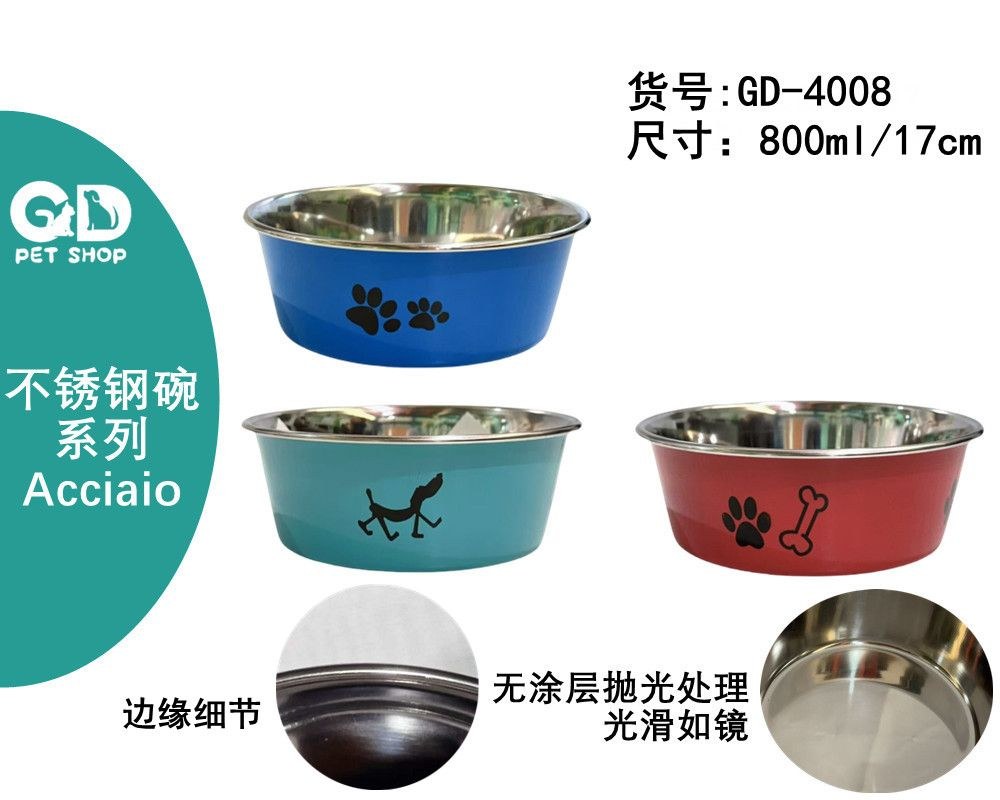 货号:GD-4008
尺寸：800ml/17cm
GD
PET SHOP
不锈钢碗
系列
Acciaio
边缘细节
无涂层抛光处理
光滑如镜